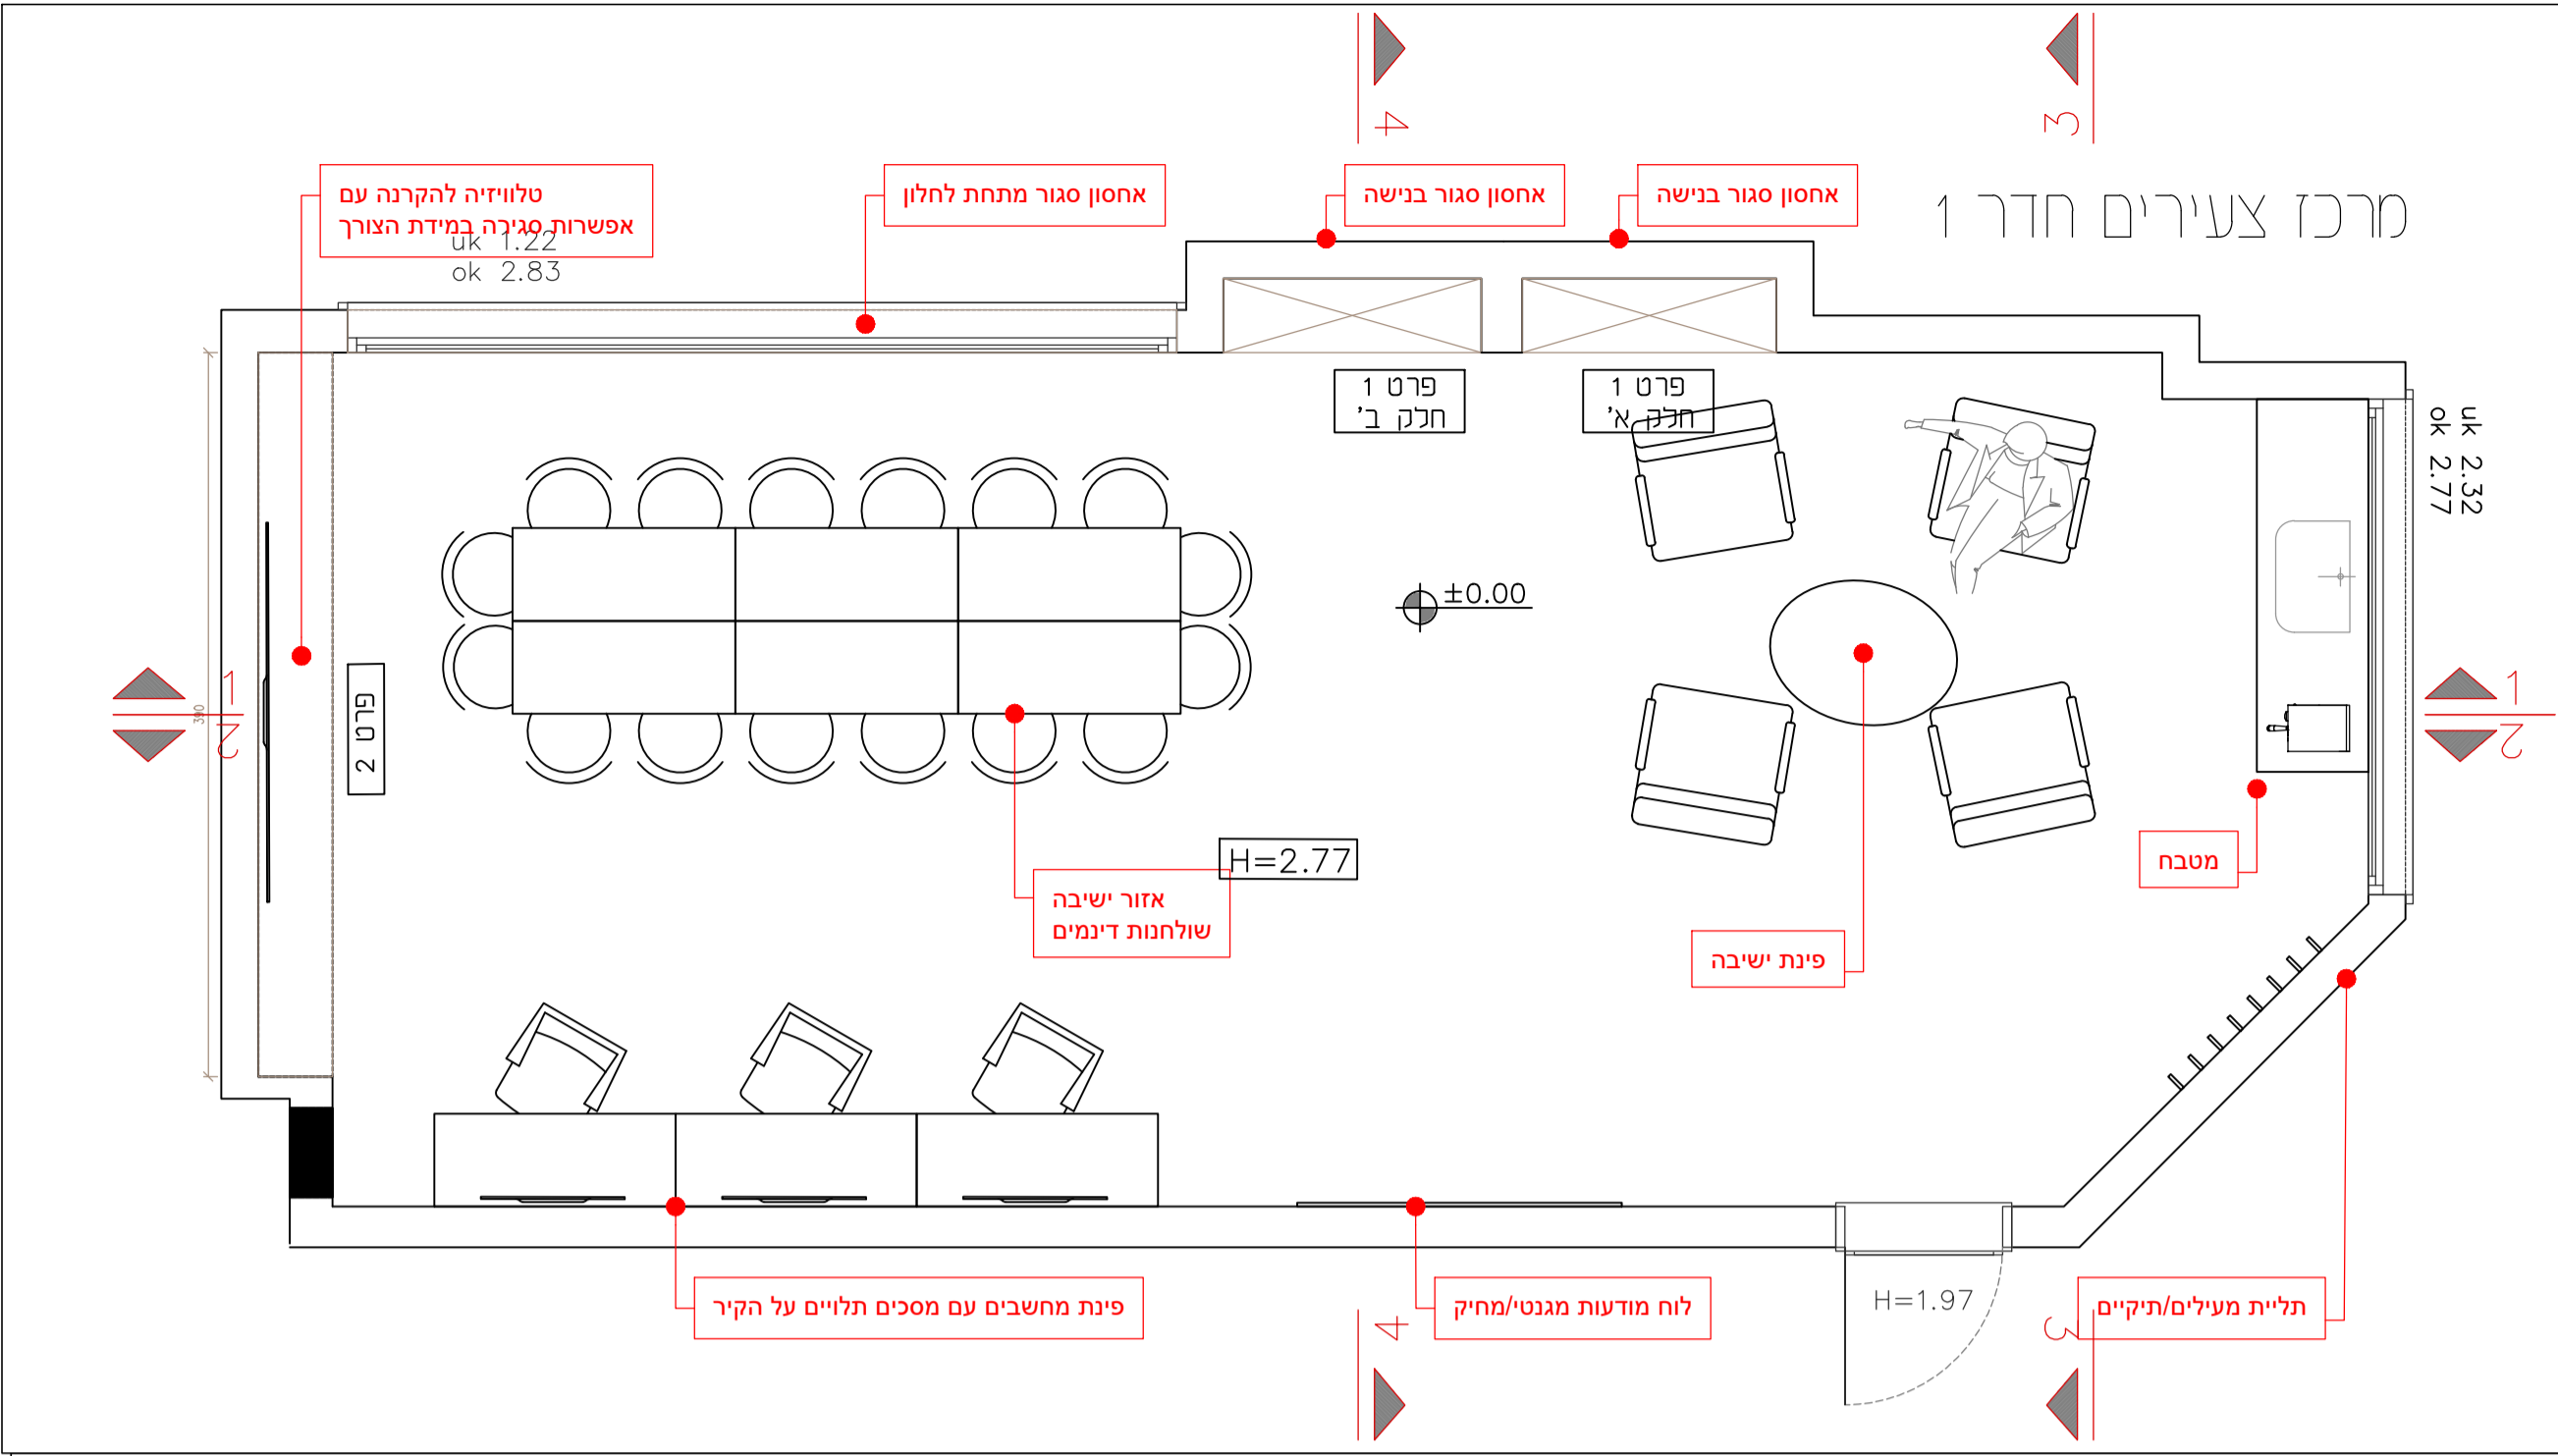 4
3
מרכז צעירים חדר 1
טלוויזיה להקרנה עם
אפשרות סגירה במידת הצורך
אחסון סגור מתחת לחלון
אחסון סגור בנישה
אחסון סגור בנישה
uk 1.22
ok 2.83
פרט 1
חלק ב'
פרט 1
חלק א'
uk 2.32
ok 2.77
±0.00
1
2
390
פרט 2
1
2
H=2.77
מטבח
אזור ישיבה
שולחנות דינמים
פינת ישיבה
פינת מחשבים עם מסכים תלויים על הקיר
לוח מודעות מגנטי/מחיק
H=1.97
תליית מעילים/תיקיים
4
3